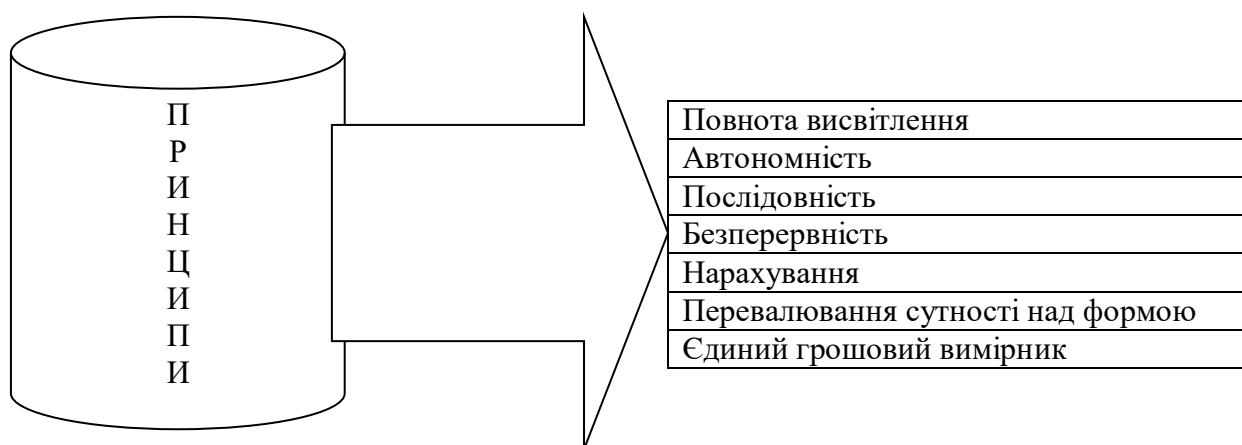 П
Р
И
Н
Ц
И
П
И
Повнота висвітлення
Автономність
Послідовність
Безперервність
Нарахування
Перевалювання сутності над формою
Єдиний грошовий вимірник